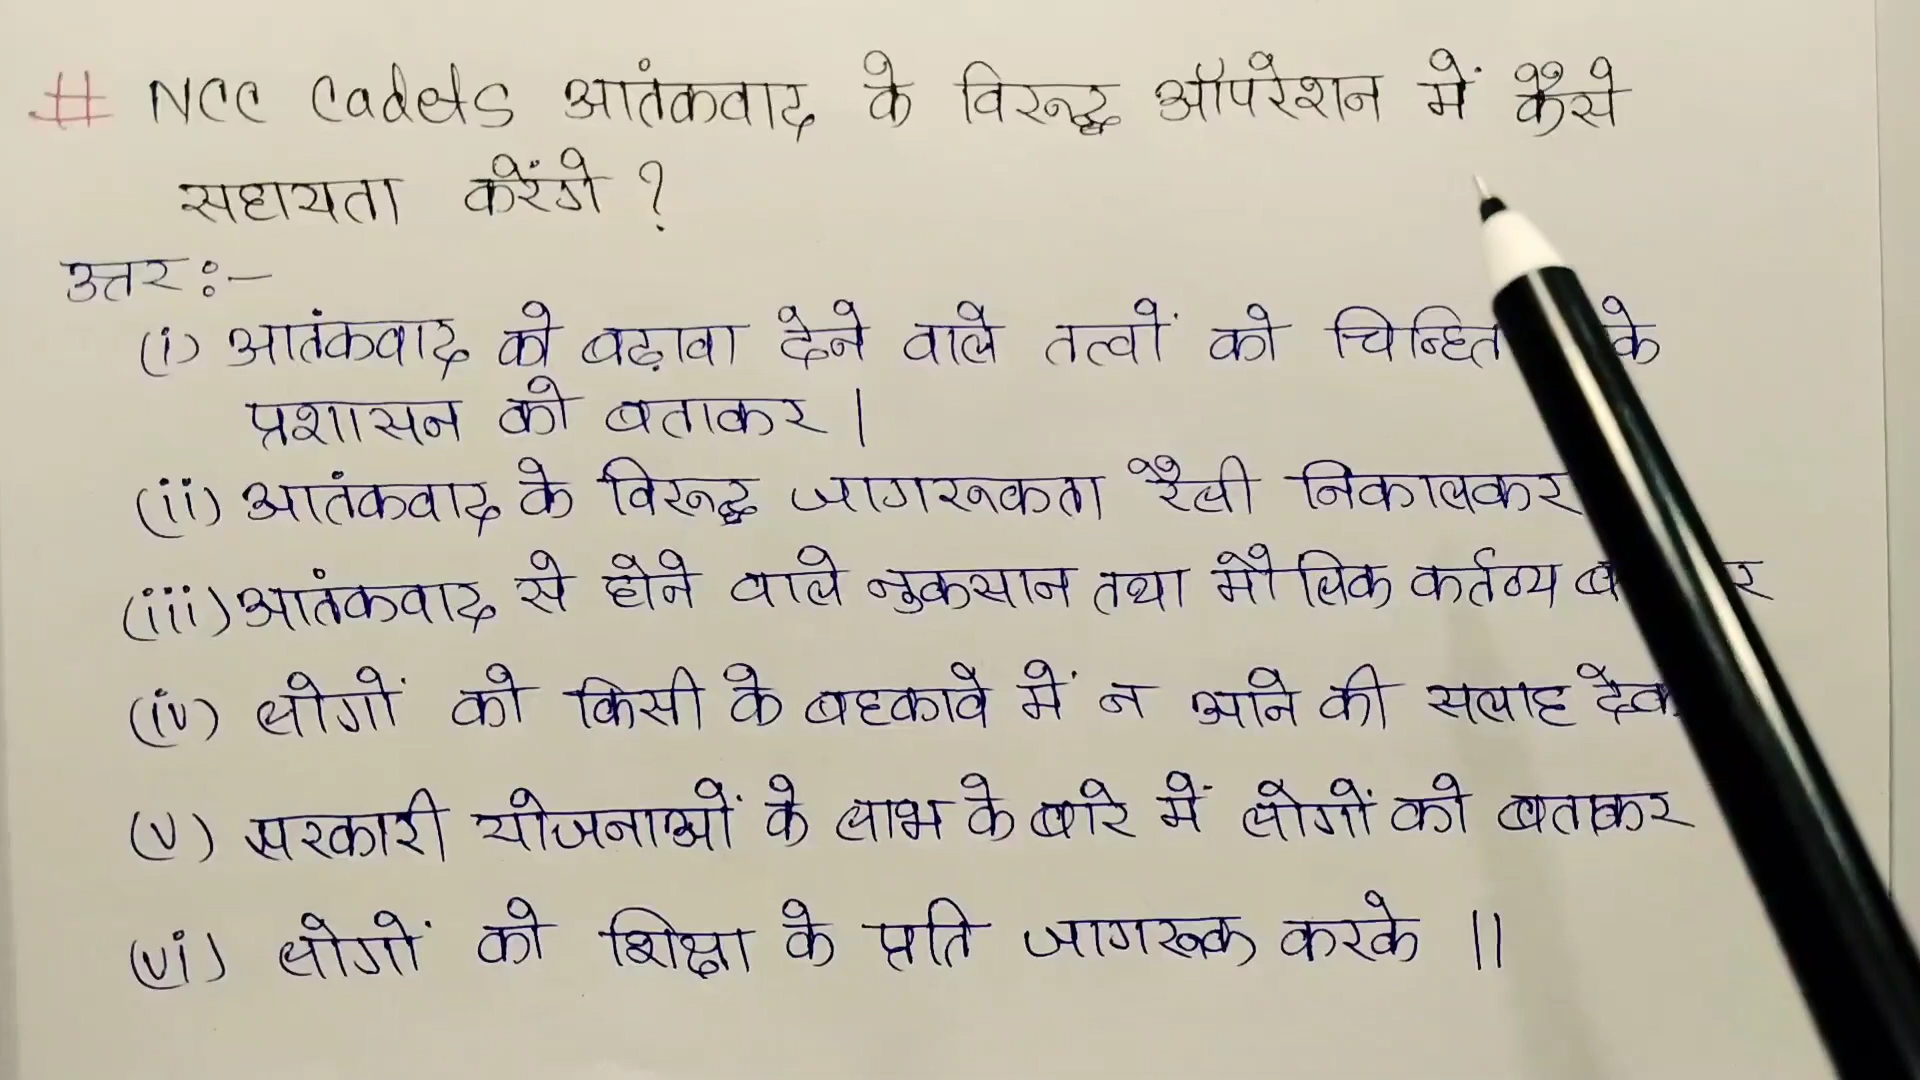 # NCC Cadets आतंकवाद के विरूद्ध ऑपरेशन में कैसे
सहायता करेंगे ?
उत्तर :-
(i) आतंकवाद को बढ़ावा देने वाले तत्वों को चिन्हित के
प्रशासन को बताकर |
(ii) आतंकवाद के विरूद्ध जागरूकता रैली निकालकर
(iii) आतंकवाद से होने वाले नुकसान तथा मौलिक कर्तव्य
(iv) लोगों को किसी के बहकावे में न आने की सलाह
(v) सरकारी योजनाओं के लाभ के बारे में लोगों को बताकर
(vi) लोगों को शिक्षा के प्रति जागरूक करके ||